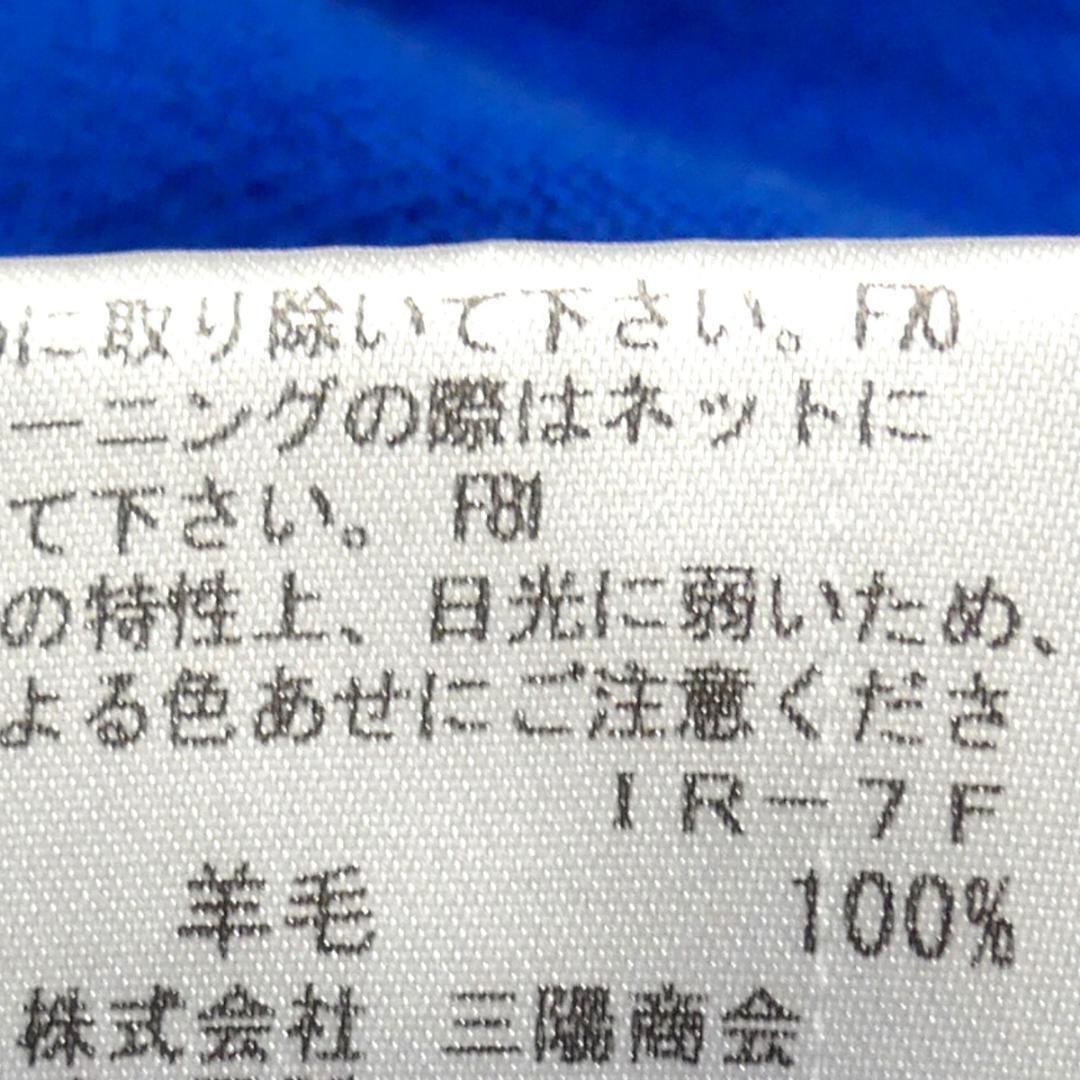 に取り除いて下さい。F70
ーニングの際はネットに
て下さい。 F81
の特性上、日光に弱いため、
よる色あせにご注意くださ
IR-7F
羊毛 100%
株式会社 三陽商会